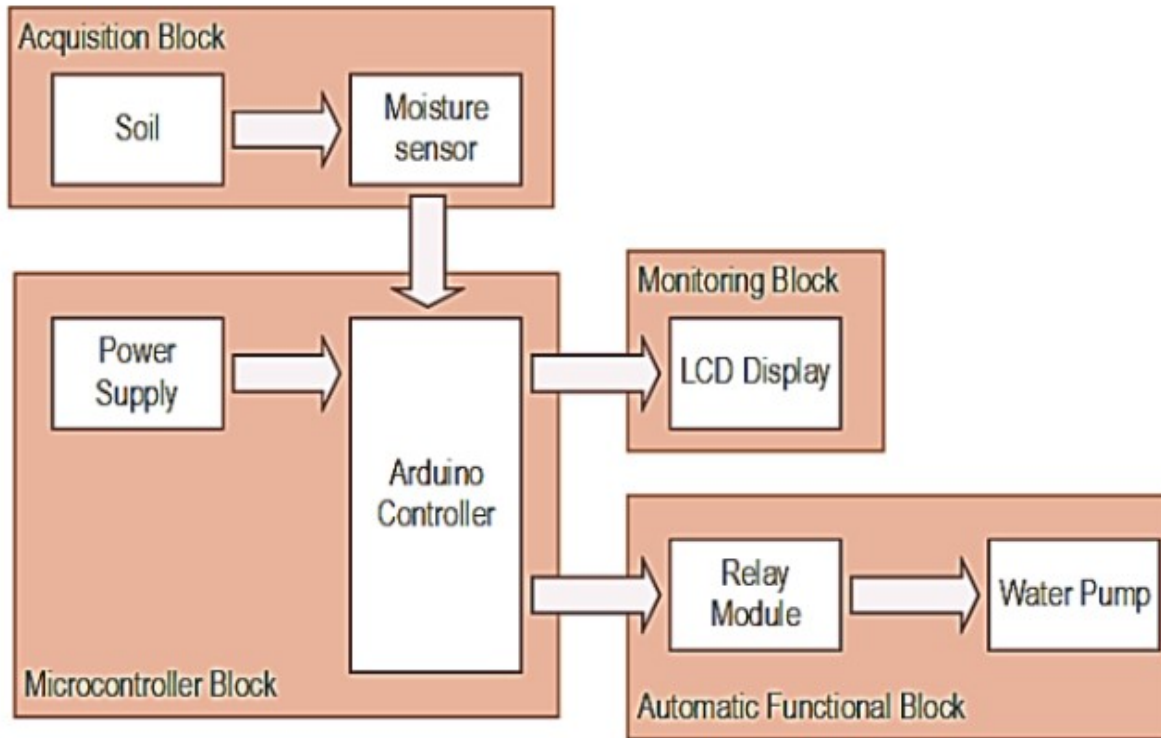 Acquisition Block
Soil
Moisture
sensor
Monitoring Block
Power
Supply
LCD Display
Arduino
Controller
Relay
Module
Water Pump
Microcontroller Block
Automatic Functional Block